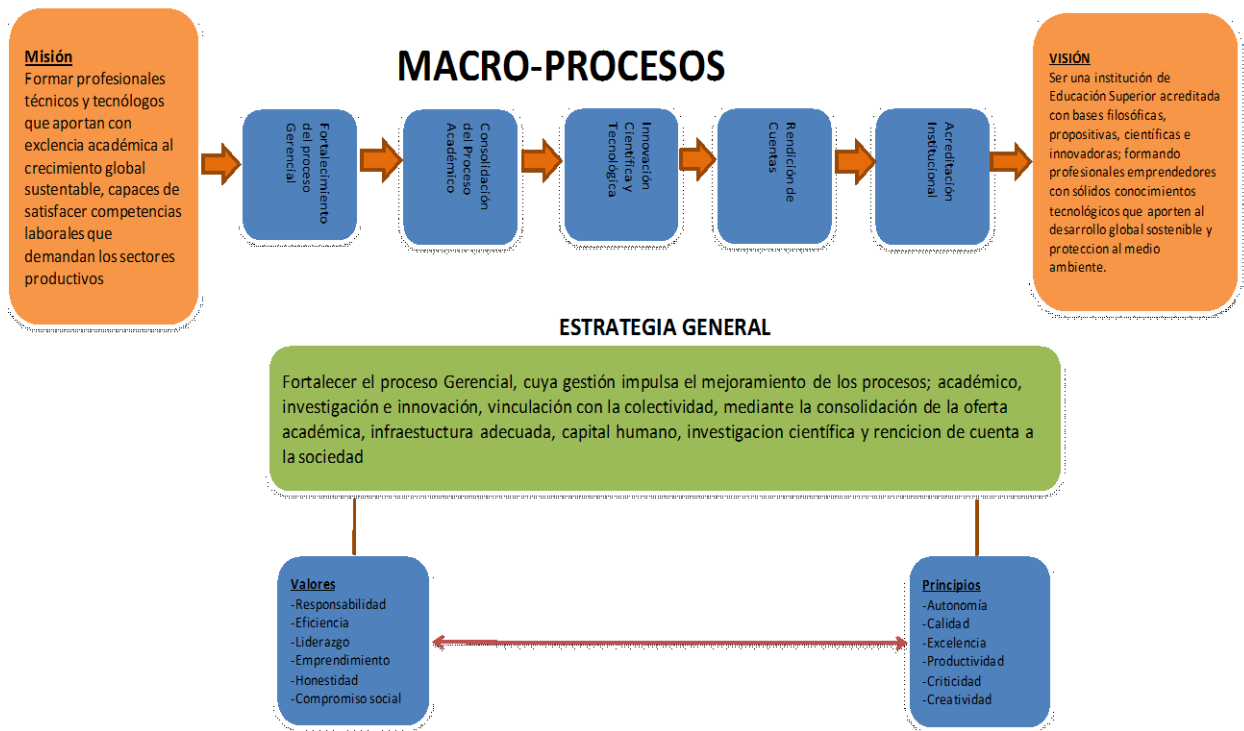 Misión
Formar profesionales
técnicos y tecnólogos
que aportan con
exclencia académica al
crecimiento global
sustentable, capaces de
satisfacer competencias
laborales que
demandan los sectores
productivos
MACRO-PROCESOS
Fortalecimiento
del proceso
Gerencial
Consolidación
del Proceso
Académico
Innovación
Científica y
Tecnológica
Rendición de
Cuentas
Acreditación
Institucional
VISIÓN
Ser una institución de
Educación Superior acreditada
con bases filosóficas,
propositivas, científicas e
innovadoras; formando
profesionales emprendedores
con sólidos conocimientos
tecnológicos que aporten al
desarrollo global sostenible y
proteccion al medio
ambiente.
ESTRATEGIA GENERAL
Fortalecer el proceso Gerencial, cuya gestión impulsa el mejoramiento de los procesos; académico,
investigación e innovación, vinculación con la colectividad, mediante la consolidación de la oferta
académica, infraestuctura adecuada, capital humano, investigacion científica y rencicion de cuenta a
la sociedad
Valores
-Responsabilidad
-Eficiencia
-Liderazgo
-Emprendimiento
-Honestidad
-Compromiso social
Principios
-Autonomía
-Calidad
-Excelencia
-Productividad
-Criticidad
-Creatividad